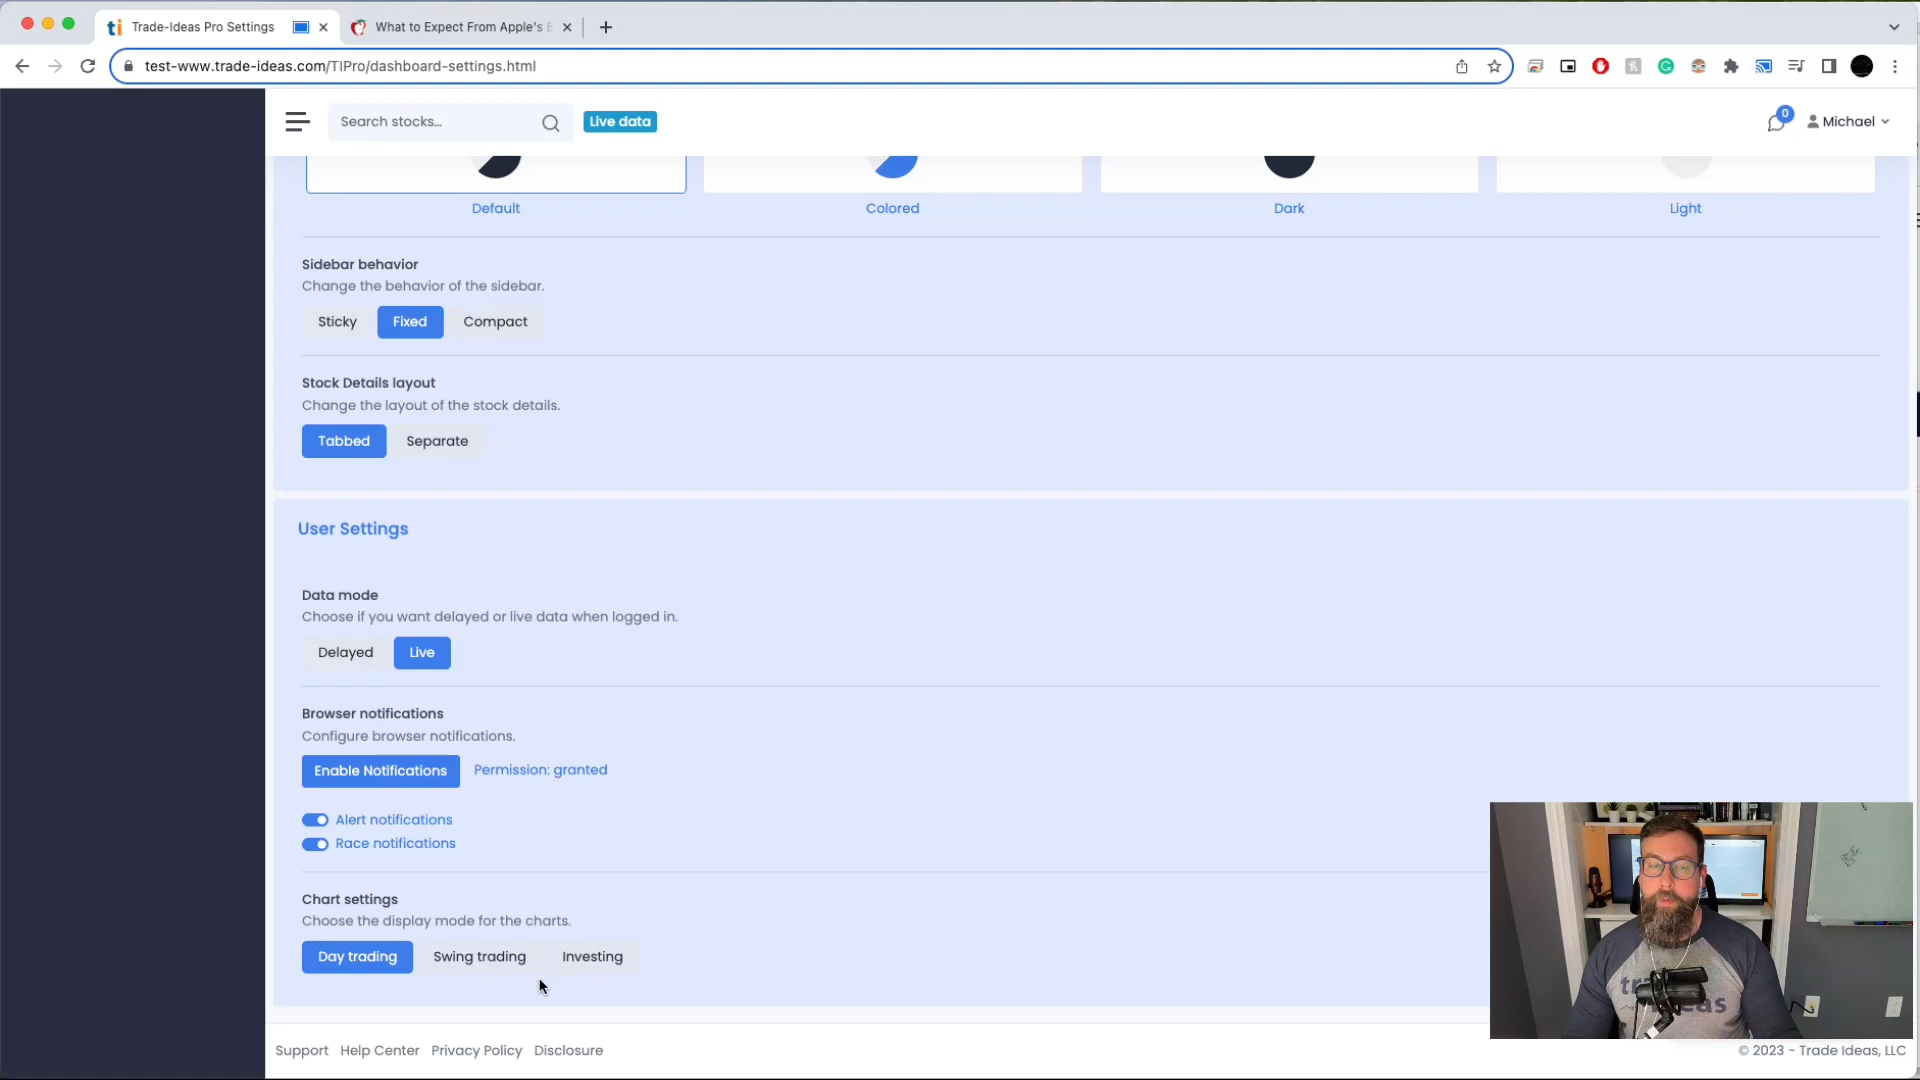 Trade-Ideas Pro Settings
What to Expect From Apple's E
test-www.trade-ideas.com/TIPro/dashboard-settings.html
Search stocks...
Live data
0
Michael
Default
Colored
Dark
Light
Sidebar behavior
Change the behavior of the sidebar.
Sticky
Fixed
Compact
Stock Details layout
Change the layout of the stock details.
Tabbed
Separate
User Settings
Data mode
Choose if you want delayed or live data when logged in.
Delayed
Live
Browser notifications
Configure browser notifications.
Enable Notifications
Permission: granted
Alert notifications
Race notifications
Chart settings
Choose the display mode for the charts.
Day trading
Swing trading
Investing
Support
Help Center
Privacy Policy
Disclosure
© 2023 - Trade Ideas, LLC